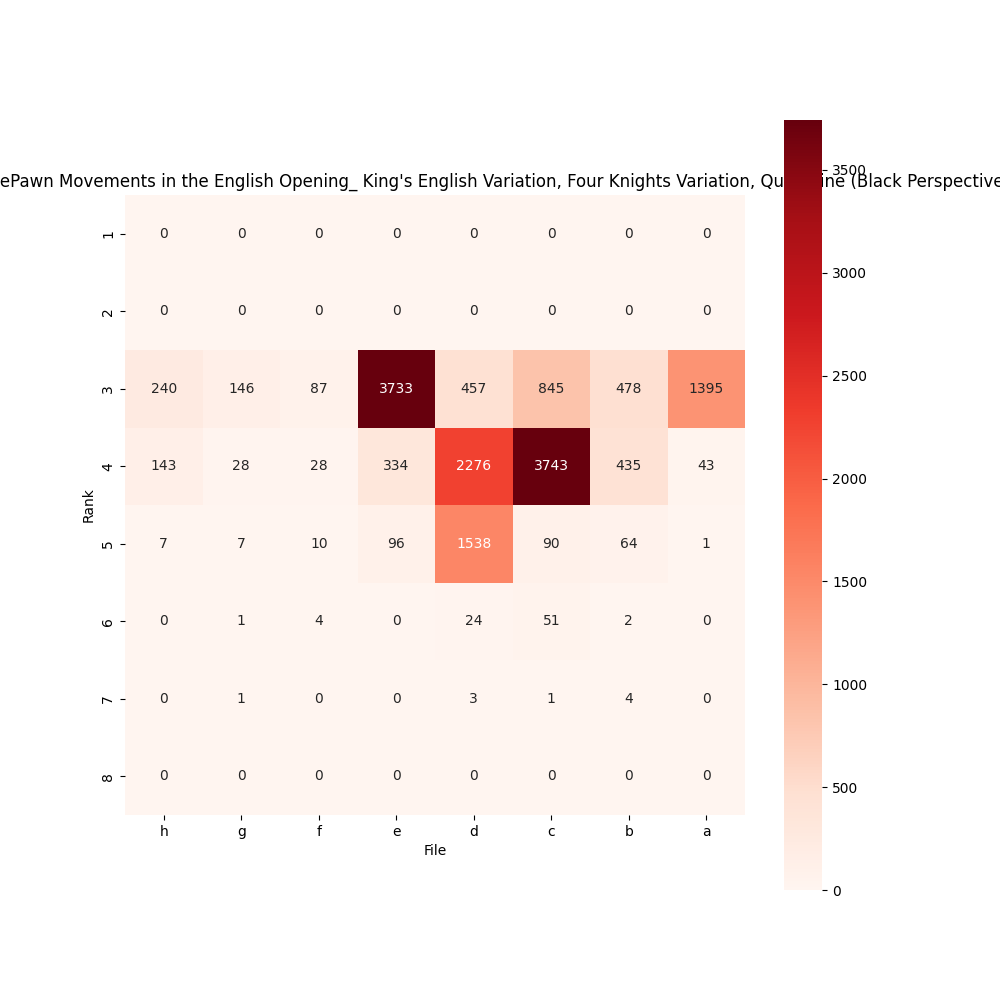 ePawn Movements in the English Opening_ King's English Variation, Four Knights Variation, (Black Perspective
3500
3000
2500
2000
1500
1000
500
0
Rank
1 0 0 0 0 0 0 0 0
2 0 0 0 0 0 0 0 0
3 240 146 87 3733 457 845 478 1395
4 143 28 28 334 2276 3743 435 43
5 7 7 10 96 1538 90 64 1
6 0 1 4 0 24 51 2 0
7 0 1 0 0 3 1 4 0
8 0 0 0 0 0 0 0 0
h g f e d c b a
File